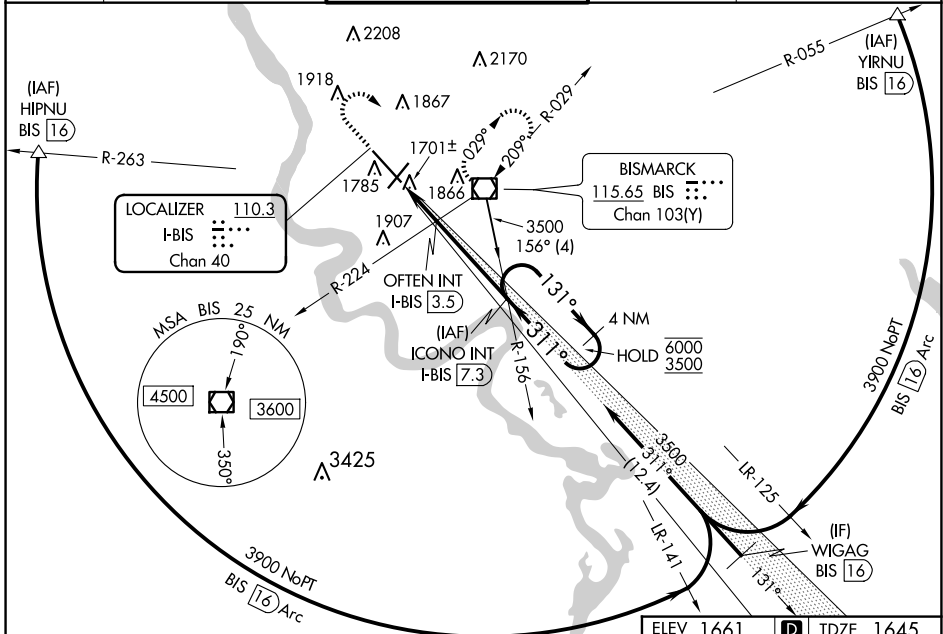 2208
2170
R-055
(IAF)
YIRNU
BIS 16
(IAF)
HIPNU
BIS 16
1918
1867
029°
209°
R-029
R-263
1701±
1785
1866
BISMARCK
115.65 BIS
Chan 103(Y)
LOCALIZER 110.3
I-BIS
Chan 40
1907
3500
156° (4)
R-224
OFTEN INT
I-BIS 3.5
131°
4 NM
(IAF)
ICONO INT
I-BIS 7.3
311°
HOLD 6000
3500
R-156
MSA BIS 25 NM
190°
4500
3600
350°
3425
3900 NoPT
BIS 16 Arc
3500
311°
(12.4)
LR-125
LR-141
(IF)
WIGAG
BIS 16
131°
3900 NoPT
BIS 16 Arc
ELEV 1661 D TDZE 1645